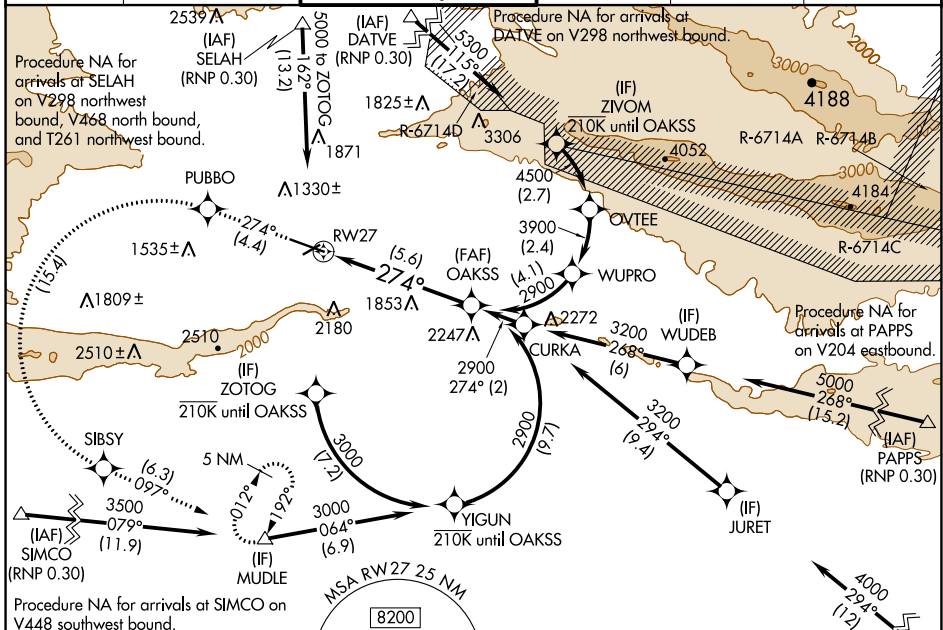 2539
(IAF)
SELAH
(RNP 0.30)
5000 to ZOTOG
162°
(13.2)
(IAF)
DATVE
(RNP 0.30)
5300
115°
(17.2)
Procedure NA for arrivals at
DATVE on V298 northwest bound.
2000
3000
4188
Procedure NA for
arrivals at SELAH
on V298 northwest
bound, V468 north bound,
and T261 northwest bound.
1825±
R-6714D
3306
(IF)
ZIVOM
210K until OAKSS
R-6714A
R-6714B
1871
4052
3000
4184
1330±
PUBBO
4500
(2.7)
OVTEE
274°
(4.4)
RW27
3900
(2.4)
R-6714C
1535±
(15.4)
(5.6)
274°
(FAF)
OAKSS
(4.1)
2900
WUPRO
1809±
1853
2180
2247
2272
CURKA
3200
268°
(6)
(IF)
WUDEB
Procedure NA for
arrivals at PAPPS
on V204 eastbound.
2510
2510±
2000
2900
274° (2)
(IF)
ZOTOG
210K until OAKSS
5000
268°
(15.2)
3200
294°
(9.4)
2900
(9.7)
3000
(7.2)
(IAF)
PAPPS
(RNP 0.30)
SIBSY
(6.3)
097°
5 NM
012°
192°
3500
079°
(11.9)
3000
064°
(6.9)
(IAF)
SIMCO
(RNP 0.30)
(IF)
MUDLE
YIGUN
210K until OAKSS
(IF)
JURET
MSA RW27 25 NM
8200
4000
294°
(12)
Procedure NA for arrivals at SIMCO on
V448 southwest bound.